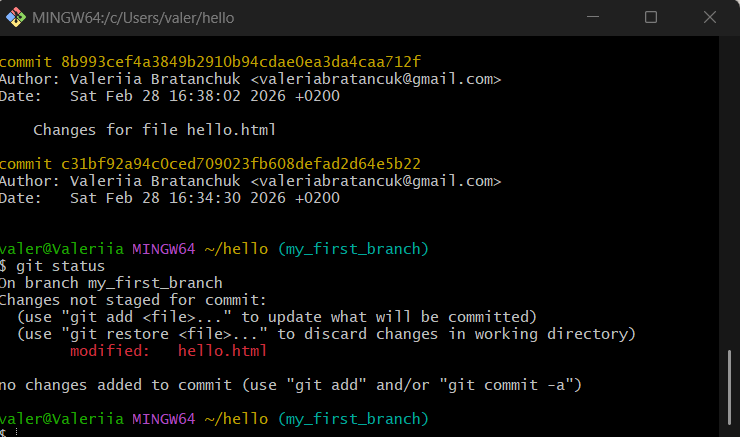 MINGW64:/c/Users/valer/hello
commit 8b993cef4a3849b2910b94cdae0ea3da4caa712f
Author: Valeriia Bratanchuk <valeriabratancuk@gmail.com>
Date:   Sat Feb 28 16:38:02 2026 +0200
    Changes for file hello.html
commit c31bf92a94c0ced709023fb608defad2d64e5b22
Author: Valeriia Bratanchuk <valeriabratancuk@gmail.com>
Date:   Sat Feb 28 16:34:30 2026 +0200
valer@Valeriia MINGW64 ~/hello (my_first_branch)
$ git status
On branch my_first_branch
Changes not staged for commit:
  (use "git add <file>..." to update what will be committed)
  (use "git restore <file>..." to discard changes in working directory)
        modified:   hello.html
no changes added to commit (use "git add" and/or "git commit -a")
valer@Valeriia MINGW64 ~/hello (my_first_branch)
$